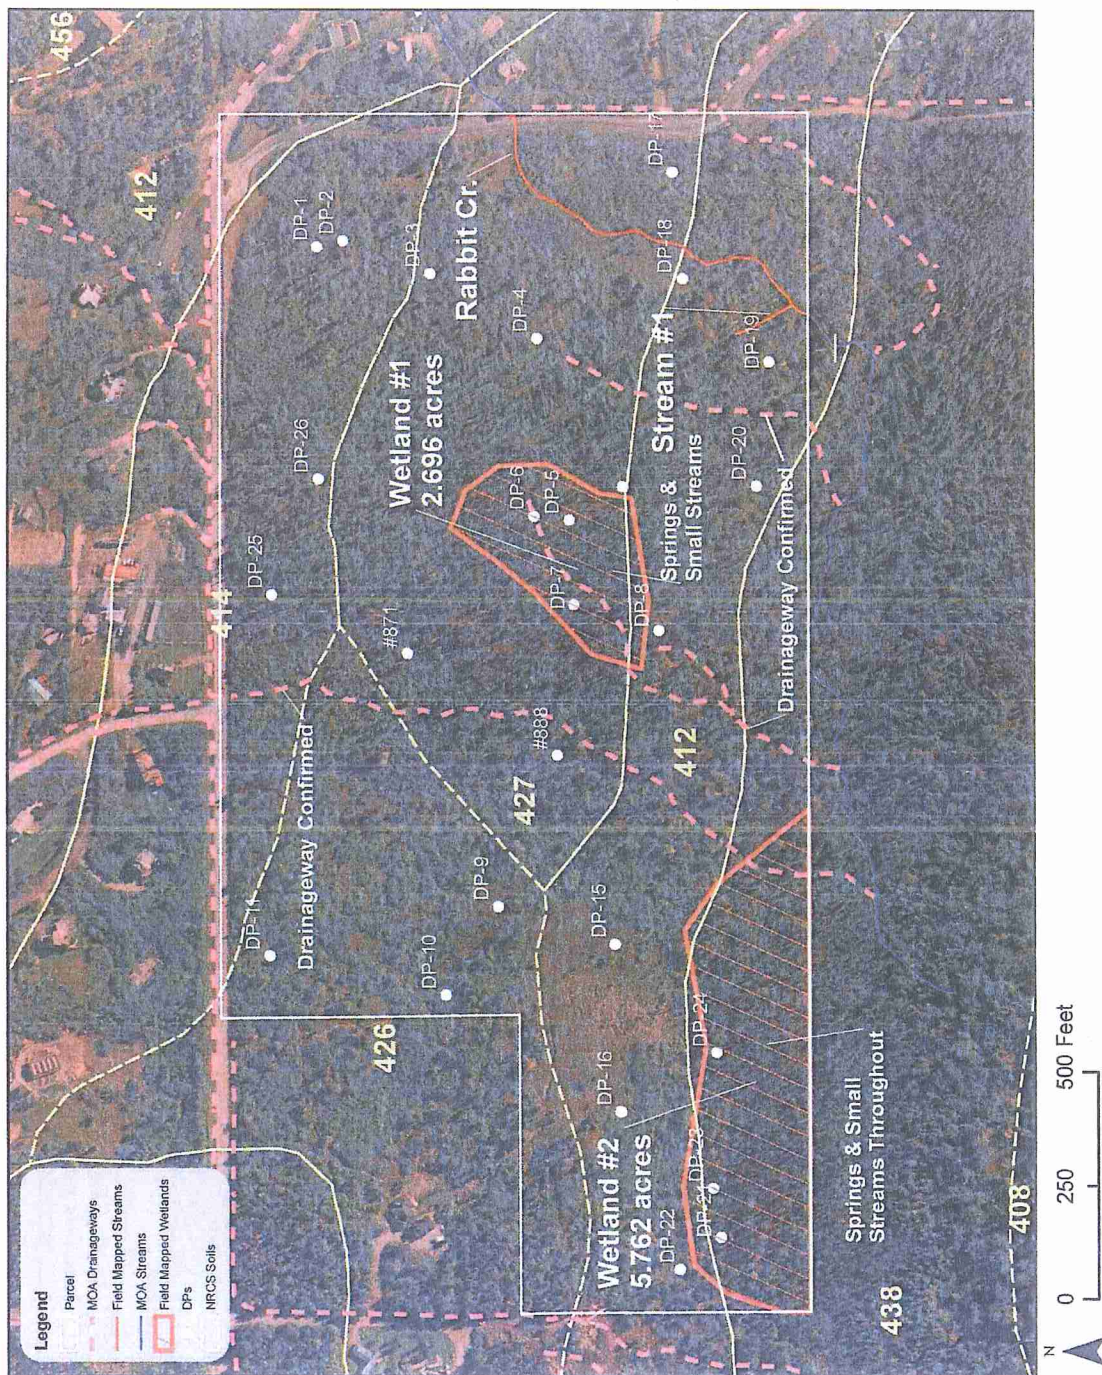 Legend
Parcel
MOA Drainageways
Field Mapped Streams
MOA Streams
Field Mapped Wetlands
DPs
NRCS Soils
456
412
414
426
427
412
438
408
DP-1
DP-2
DP-3
DP-4
DP-5
DP-6
DP-7
DP-8
DP-9
DP-10
DP-11
DP-15
DP-16
DP-17
DP-18
DP-19
DP-20
DP-22
DP-23
DP-24
DP-25
DP-26
#871
#888
Rabbit Cr.
Wetland #1
2.696 acres
Stream #1
Springs &
Small Streams
Drainageway Confirmed
Drainageway Confirmed
Wetland #2
5.762 acres
Springs & Small
Streams Throughout
N
0
250
500 Feet